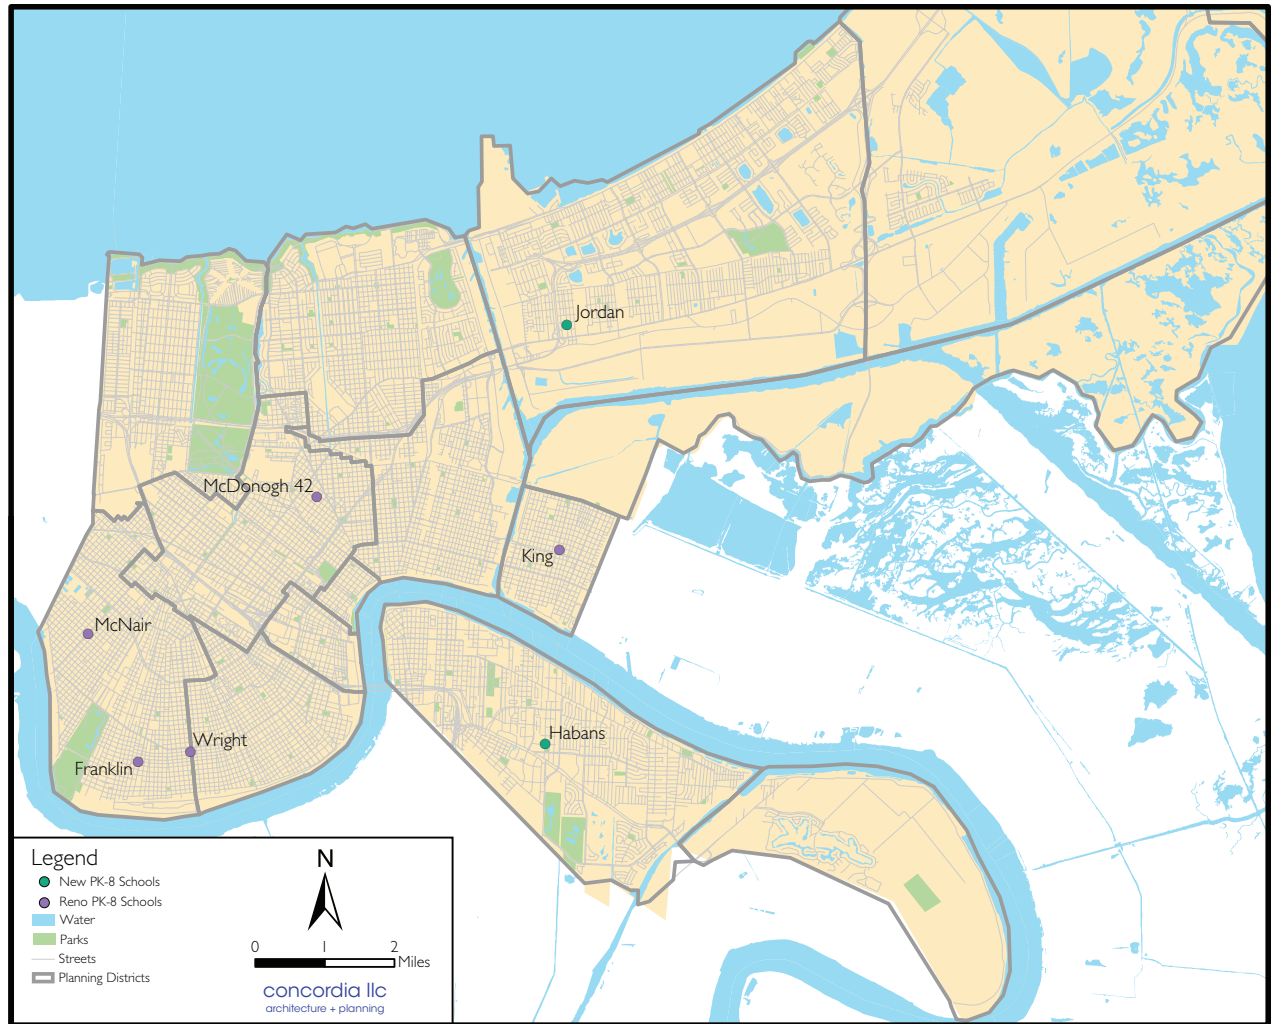 Jordan
McDonogh 42
King
McNair
Habans
Wright
Franklin
Legend
New PK-8 Schools
Reno PK-8 Schools
Water
Parks
Streets
Planning Districts
N
0 1 2
Miles
concordia llc
architecture + planning